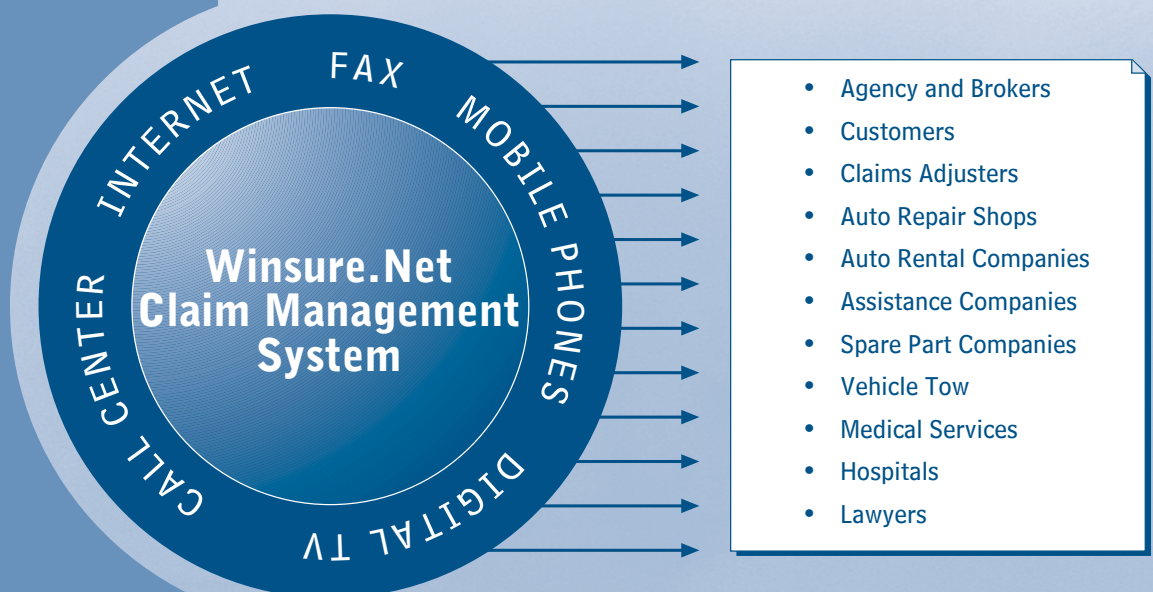 INTERNET
FAX
MOBILE PHONES
DIGITAL TV
CALL CENTER
Winsure.Net
Claim Management
System
• Agency and Brokers
• Customers
• Claims Adjusters
• Auto Repair Shops
• Auto Rental Companies
• Assistance Companies
• Spare Part Companies
• Vehicle Tow
• Medical Services
• Hospitals
• Lawyers